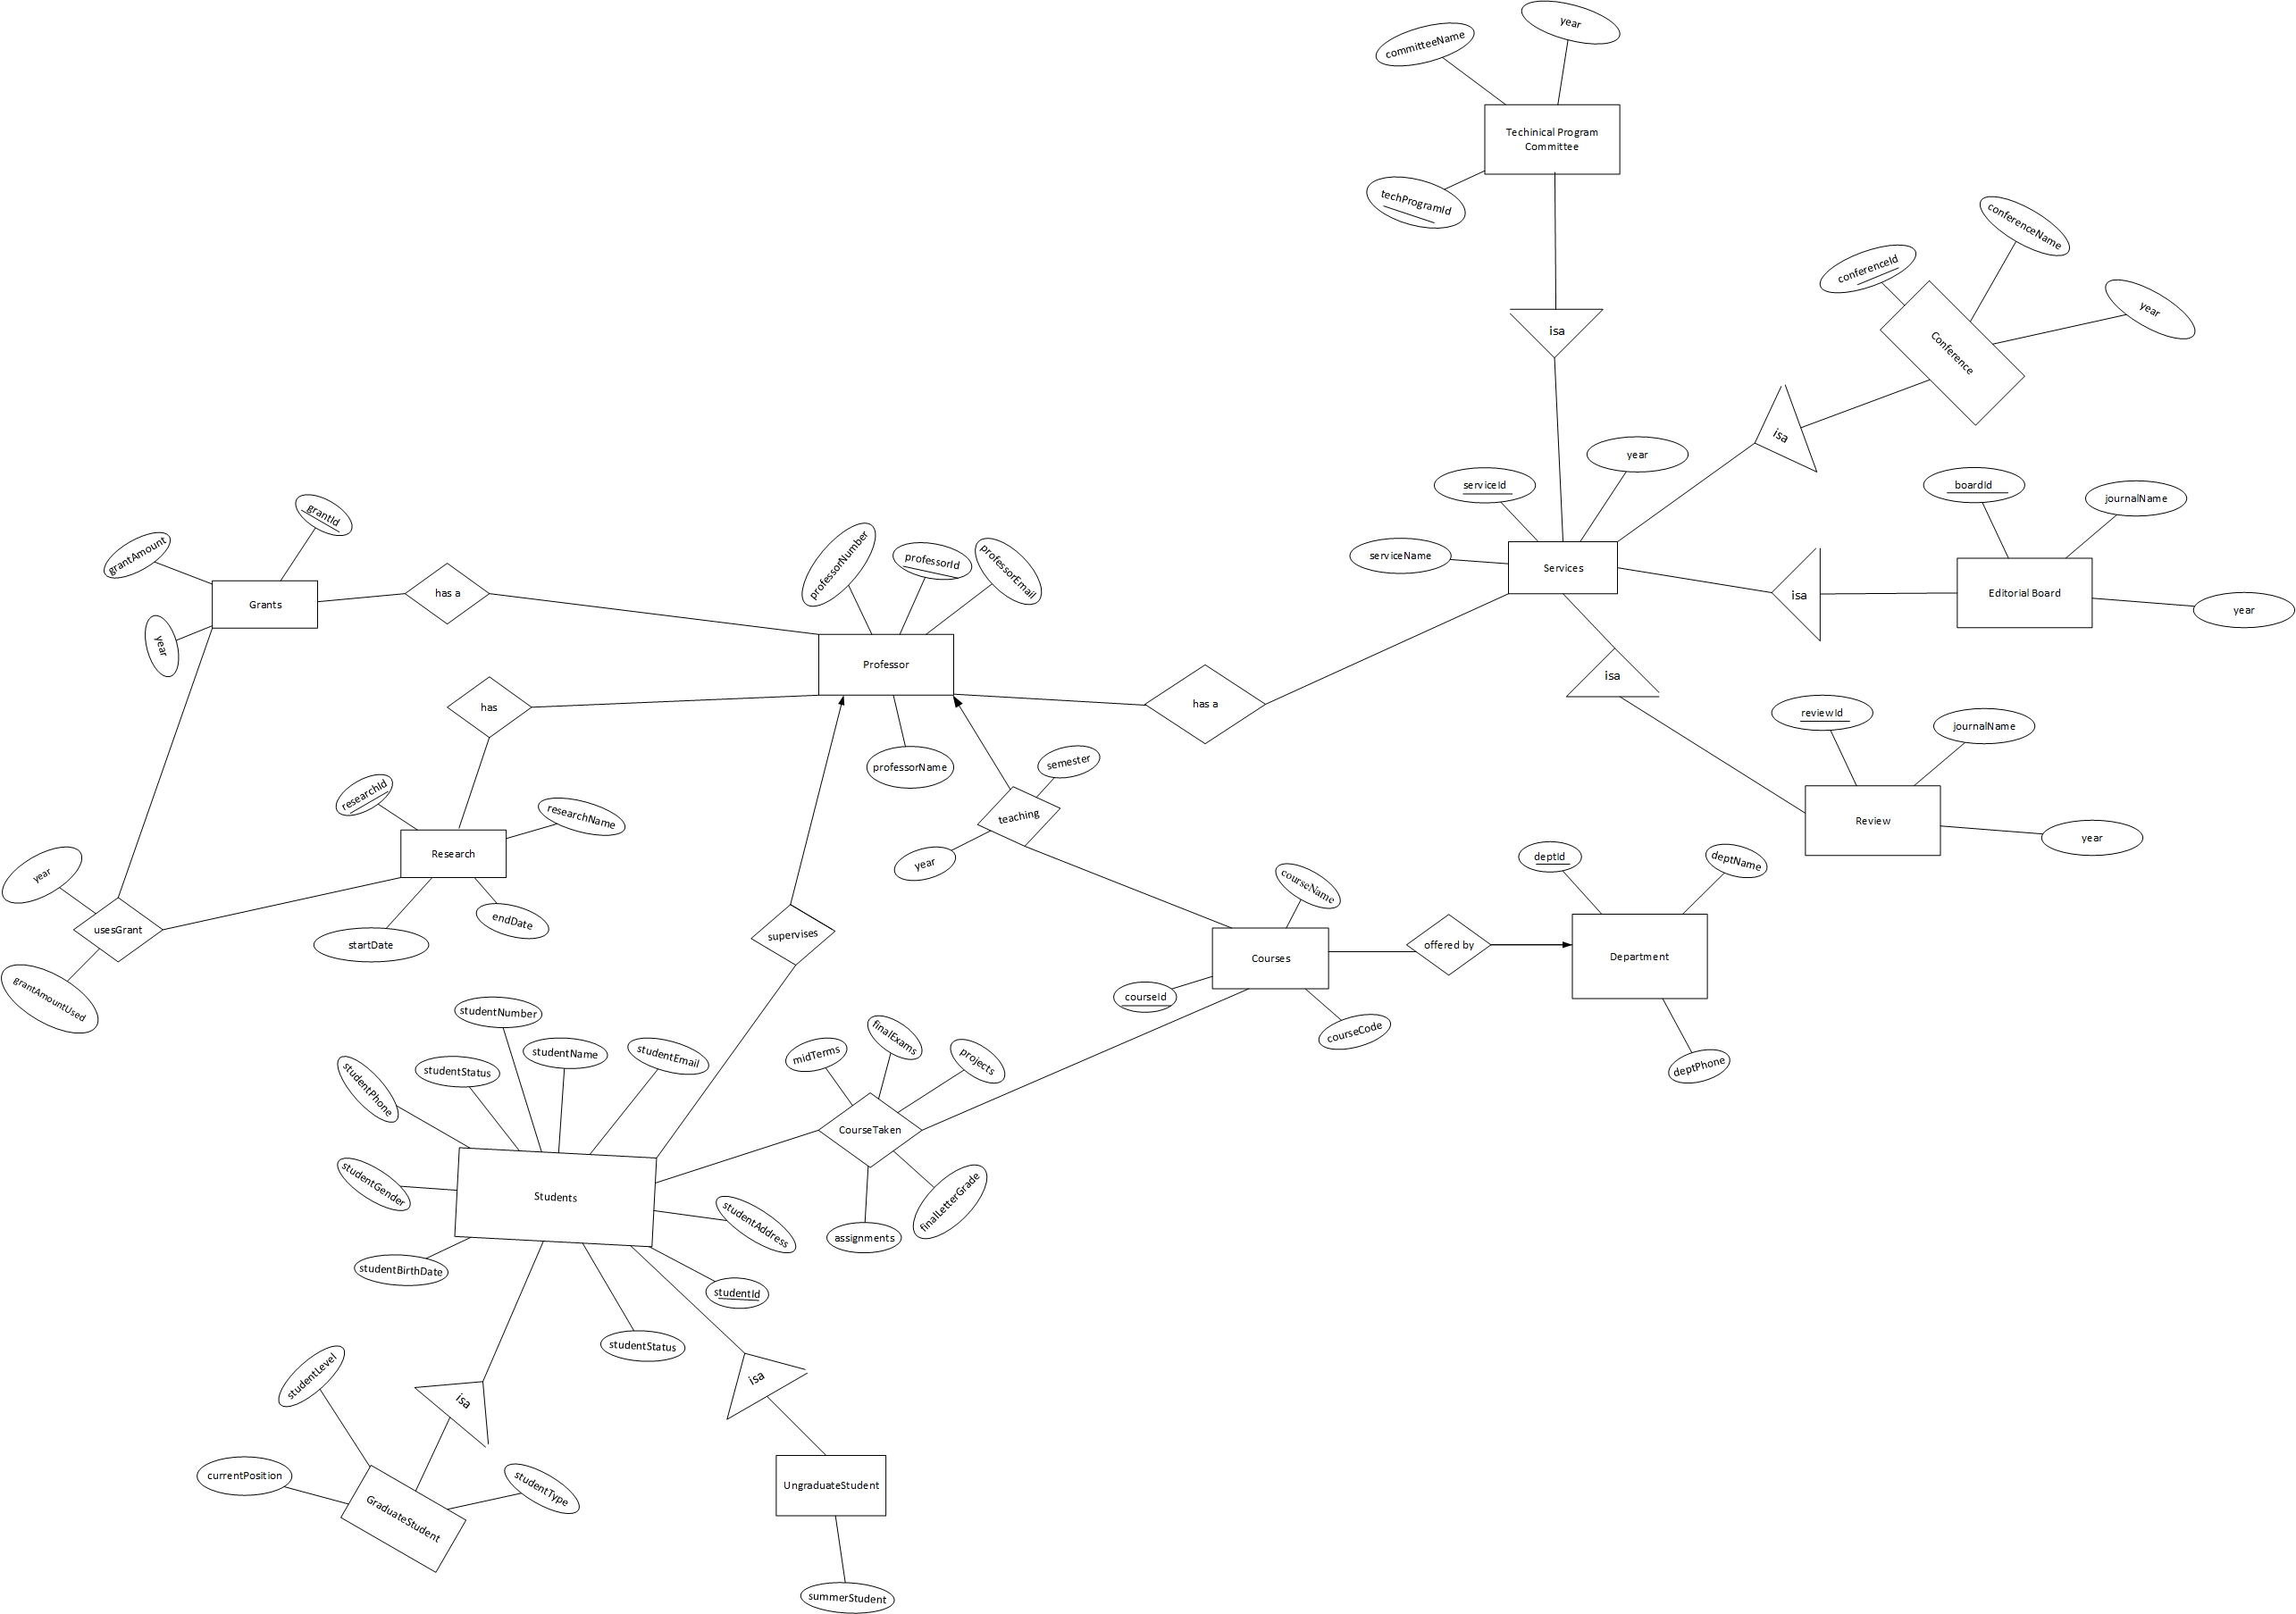 year
committeeName
Techinical Program
Committee
techProgramId
conferenceName
conferenceId
year
isa
Conference
isa
year
serviceId
boardId
journalName
serviceName
Services
isa
Editorial Board
year
grantId
grantAmount
Grants
year
has a
professorNumber
professorId
professorEmail
Professor
has a
isa
has
professorName
semester
reviewId
journalName
Review
year
researchId
researchName
Research
teaching
year
startDate
endDate
year
usesGrant
grantAmountUsed
supervises
courseName
Courses
courseId
courseCode
offered by
deptId
deptName
Department
deptPhone
studentNumber
studentName
studentEmail
studentStatus
studentPhone
studentGender
Students
studentAddress
studentBirthDate
studentId
studentStatus
midTerms
finalExams
projects
CourseTaken
assignments
finalLetterGrade
studentLevel
isa
isa
currentPosition
studentType
GraduateStudent
UngraduateStudent
summerStudent